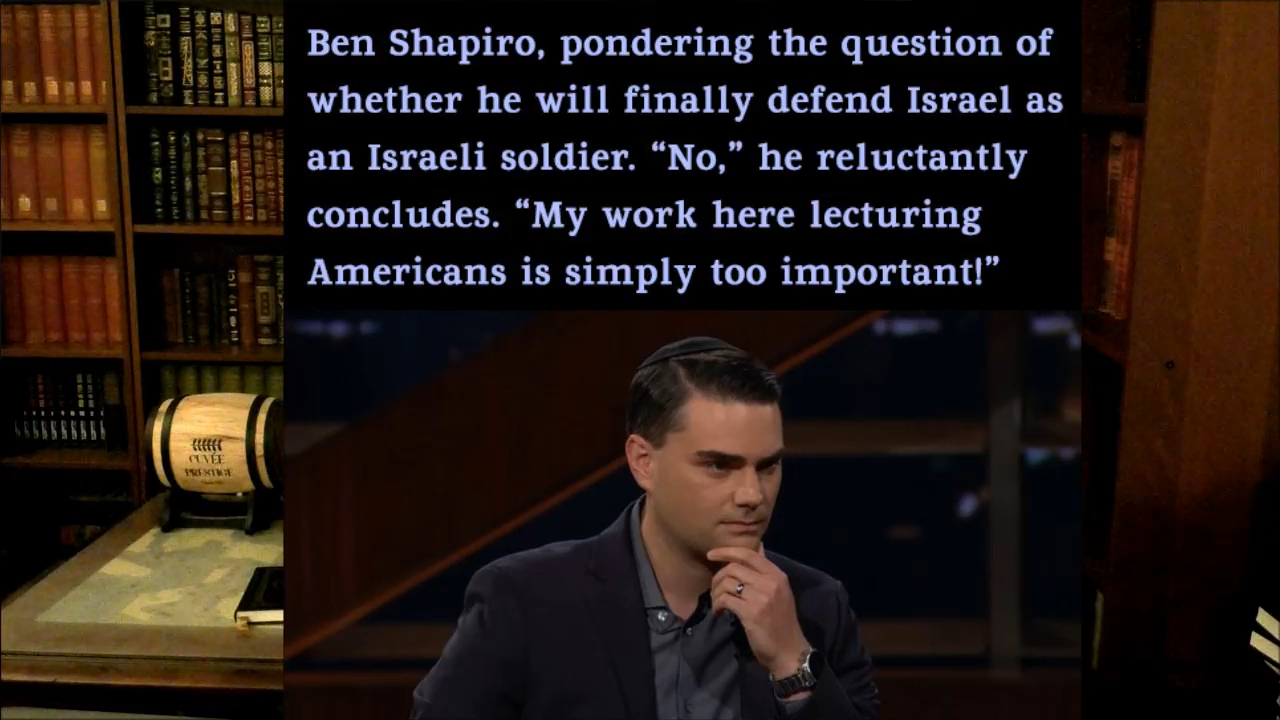 Ben Shapiro, pondering the question of
whether he will finally defend Israel as
an Israeli soldier. “No,” he reluctantly
concludes. “My work here lecturing
Americans is simply too important!”
CUVÉE
PRESTIGE